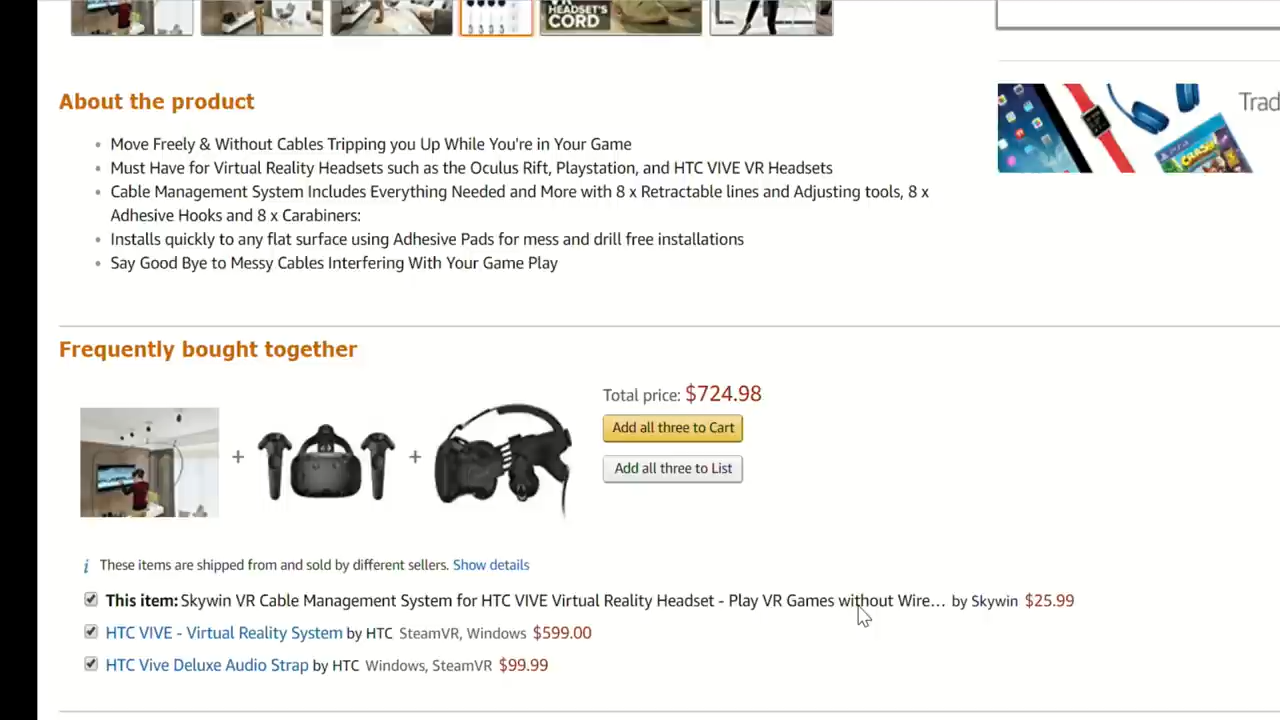 VR
HEADSET'S
CORD
Trad
About the product
Move Freely & Without Cables Tripping you Up While You're in Your Game
Must Have for Virtual Reality Headsets such as the Oculus Rift, Playstation, and HTC VIVE VR Headsets
Cable Management System Includes Everything Needed and More with 8 x Retractable lines and Adjusting tools, 8 x
Adhesive Hooks and 8 x Carabiners:
Installs quickly to any flat surface using Adhesive Pads for mess and drill free installations
Say Good Bye to Messy Cables Interfering With Your Game Play
Frequently bought together
Total price: $724.98
Add all three to Cart
Add all three to List
+
+
i These items are shipped from and sold by different sellers. Show details
This item: Skywin VR Cable Management System for HTC VIVE Virtual Reality Headset - Play VR Games without Wire… by Skywin $25.99
HTC VIVE - Virtual Reality System by HTC SteamVR, Windows $599.00
HTC Vive Deluxe Audio Strap by HTC Windows, SteamVR $99.99